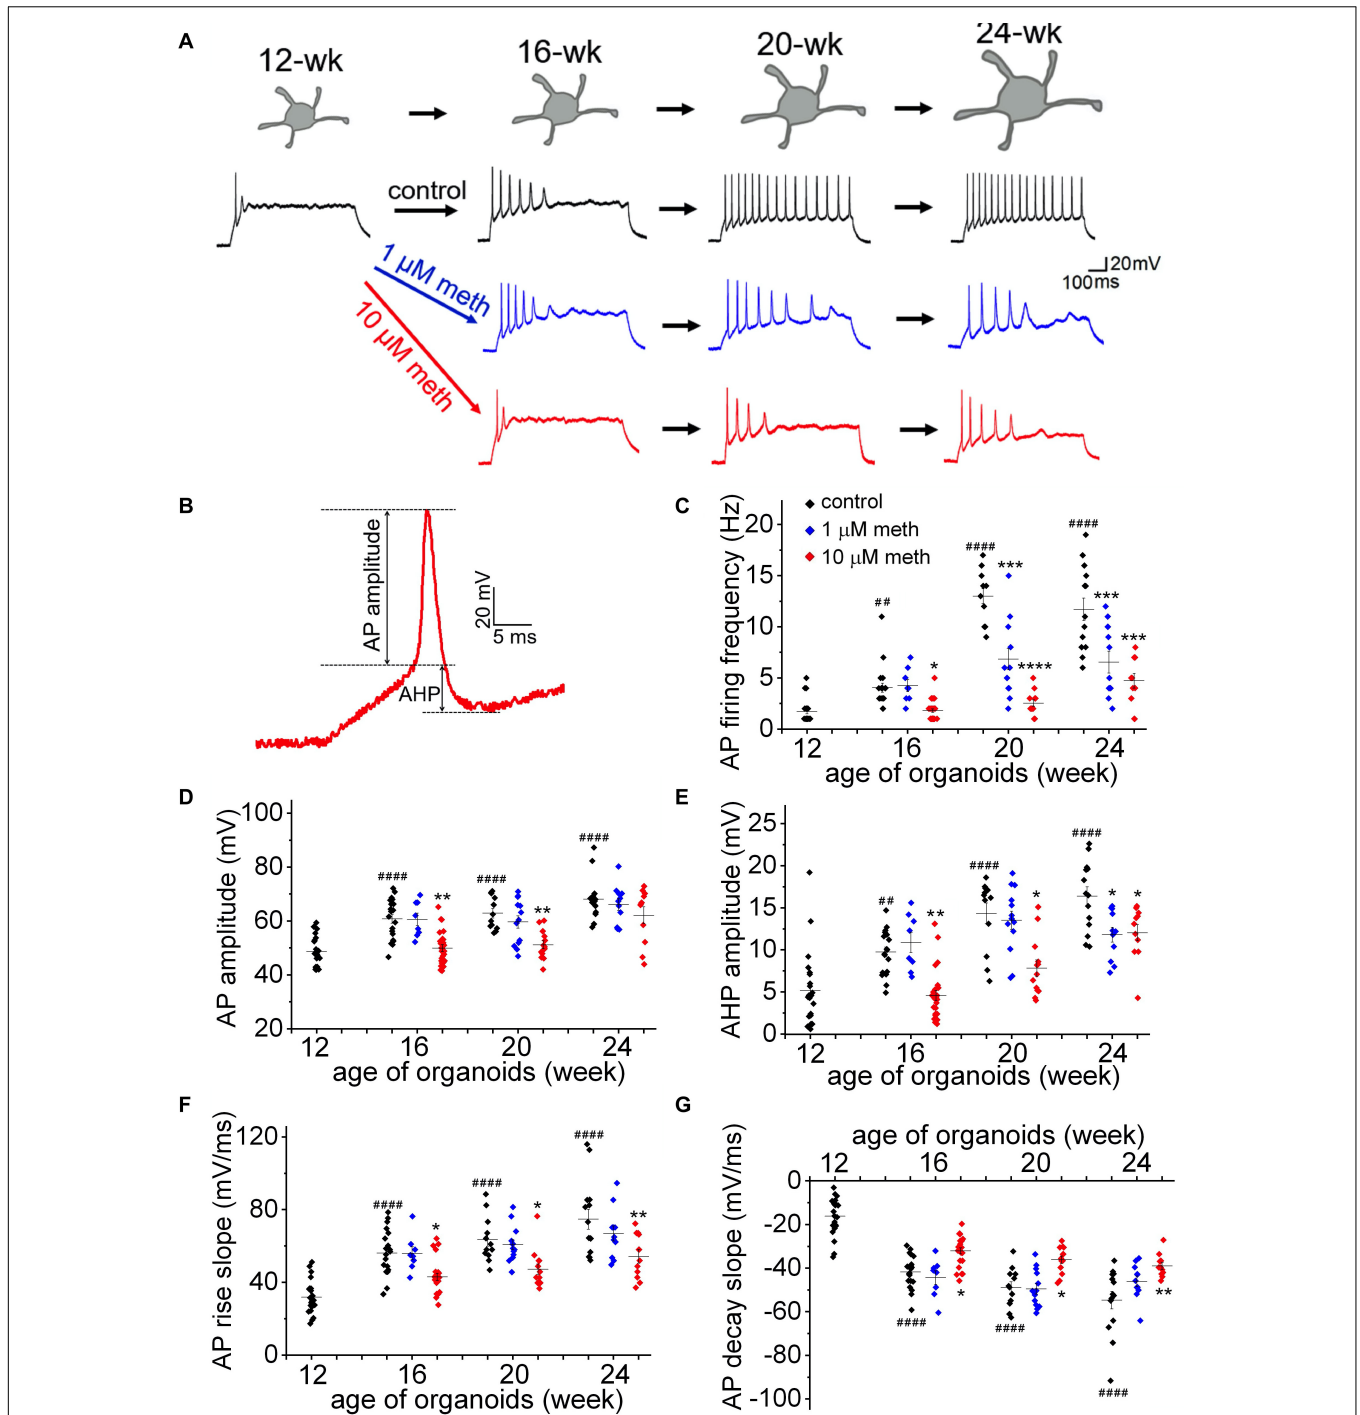 A
12-wk
16-wk
20-wk
24-wk
control
1 µM meth
10 µM meth
20mV
100ms
B
AP amplitude
AHP
20 mV
5 ms
C
control
1 µM meth
10 µM meth
AP firing frequency (Hz)
20
15
10
5
0
##
*
####
***
****
####
***
***
12
16
20
24
age of organoids (week)
D
AP amplitude (mV)
100
80
60
40
20
####
**
####
**
####
12
16
20
24
age of organoids (week)
E
AHP amplitude (mV)
25
20
15
10
5
0
##
**
####
*
####
*
*
12
16
20
24
age of organoids (week)
F
AP rise slope (mV/ms)
120
80
40
0
####
*
####
*
####
**
12
16
20
24
age of organoids (week)
G
age of organoids (week)
12
16
20
24
AP decay slope (mV/ms)
0
-20
-40
-60
-80
-100
####
*
####
*
####
**